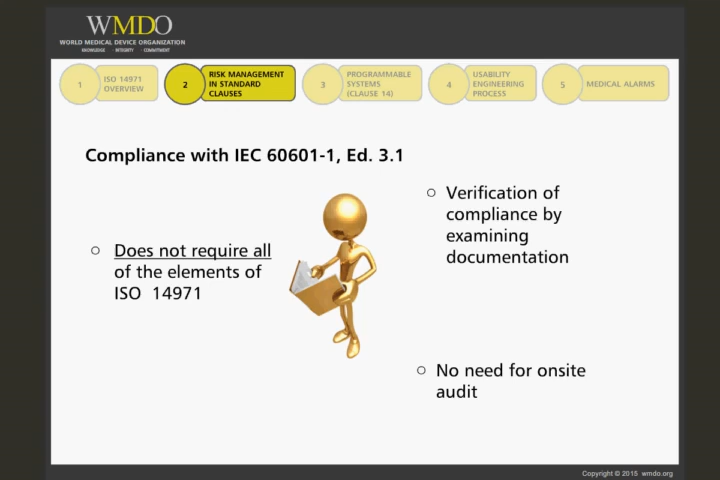 WMDO
WORLD MEDICAL DEVICE ORGANIZATION
KNOWLEDGE INTEGRITY COMMITMENT
1
ISO 14971
OVERVIEW
2
RISK MANAGEMENT
IN STANDARD
CLAUSES
3
PROGRAMMABLE
SYSTEMS
(CLAUSE 14)
4
USABILITY
ENGINEERING
PROCESS
5
MEDICAL ALARMS
Compliance with IEC 60601-1, Ed. 3.1
Does not require all
of the elements of
ISO 14971
Verification of
compliance by
examining
documentation
No need for onsite
audit
Copyright © 2015 wmdo.org